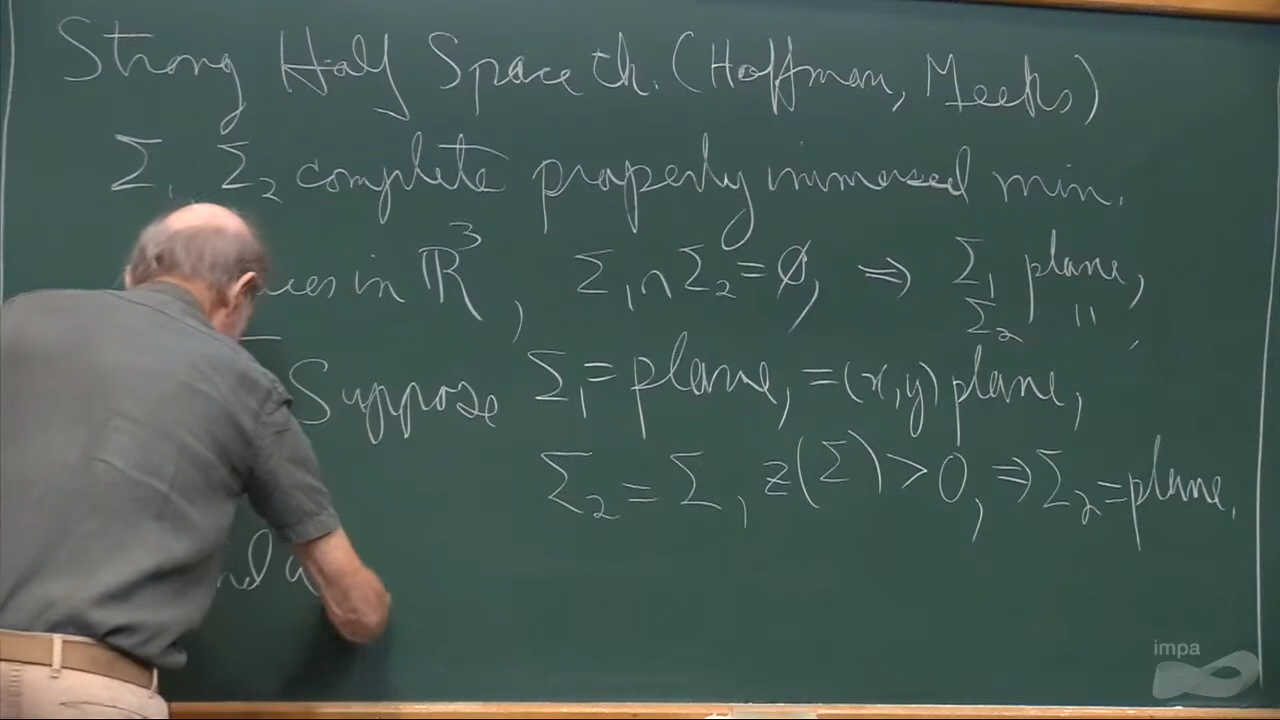 Strong Half Space th. (Hoffman, Meeks)
Σ₁ Σ₂ complete properly immersed min.
in ℝ³, Σ₁∩Σ₂=∅, ⇒ Σ₁ plane,
Σ₂ "
Suppose Σ₁=plane, =(x,y)plane,
Σ₂=Σ, z(Σ)>0, ⇒Σ₂=plane.
impa